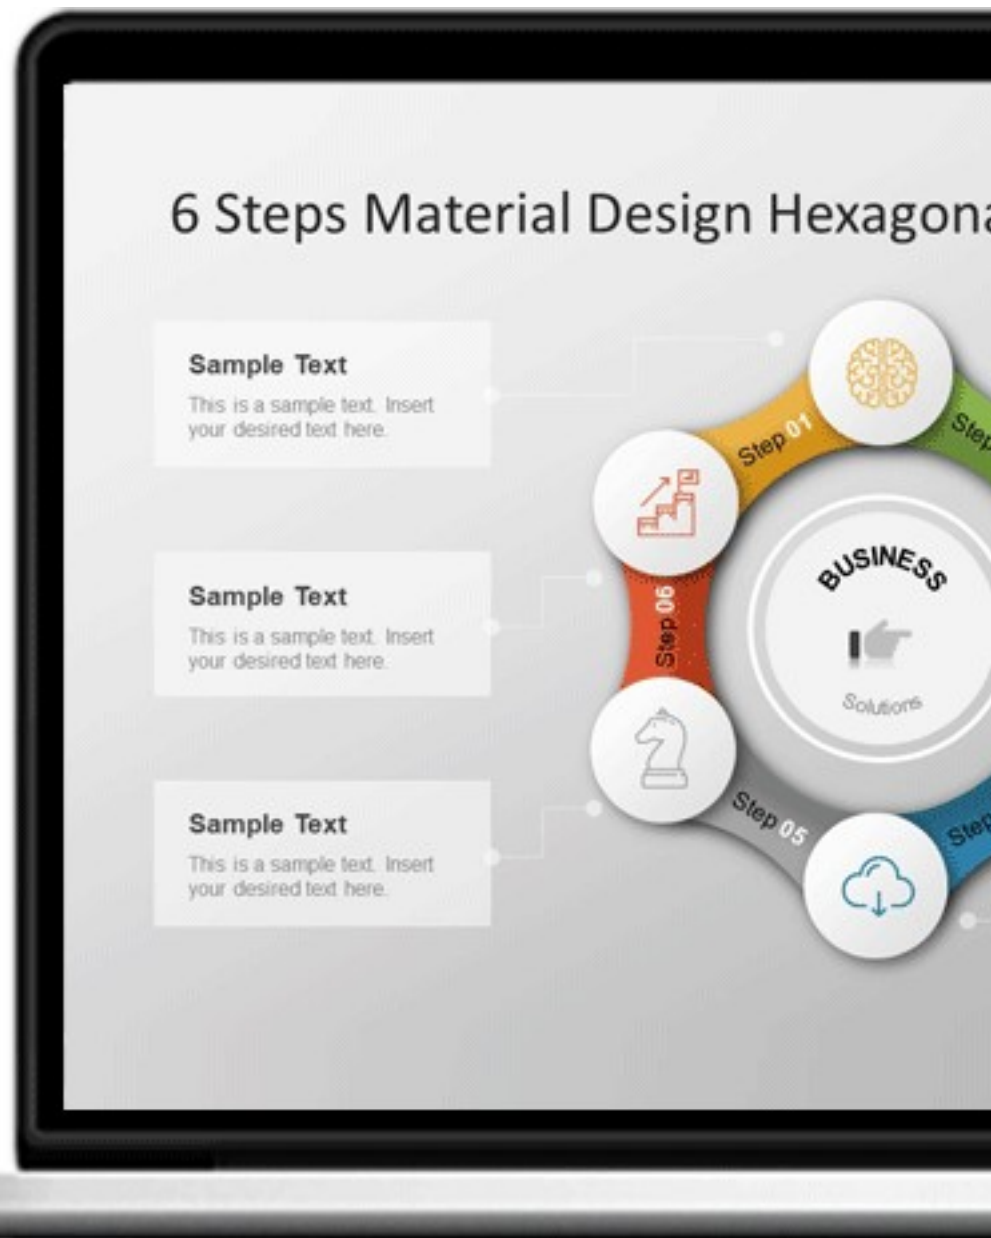 6 Steps Material Design Hexagona
Sample Text
This is a sample text. Insert
your desired text here.
Sample Text
This is a sample text. Insert
your desired text here.
Sample Text
This is a sample text. Insert
your desired text here.
Step 01
Step
Step 06
BUSINESS
Solutions
Step 05
Step